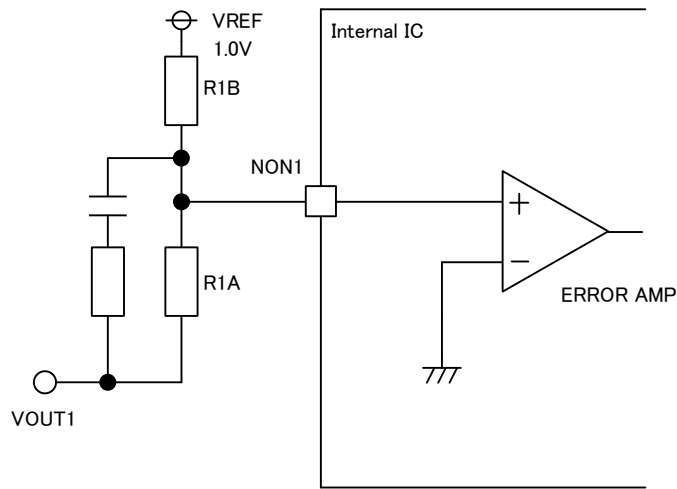 VREF
1.0V
Internal IC
R1B
NON1
+
−
R1A
ERROR AMP
VOUT1